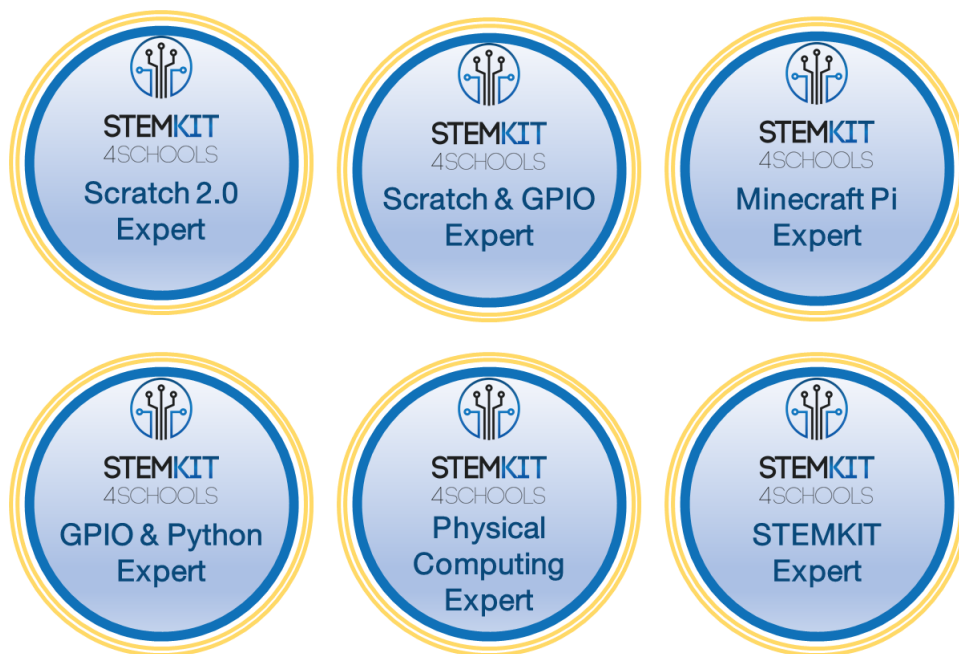 STEMKIT
4SCHOOLS
Scratch 2.0
Expert
STEMKIT
4SCHOOLS
Scratch & GPIO
Expert
STEMKIT
4SCHOOLS
Minecraft Pi
Expert
STEMKIT
4SCHOOLS
GPIO & Python
Expert
STEMKIT
4SCHOOLS
Physical
Computing
Expert
STEMKIT
4SCHOOLS
STEMKIT
Expert